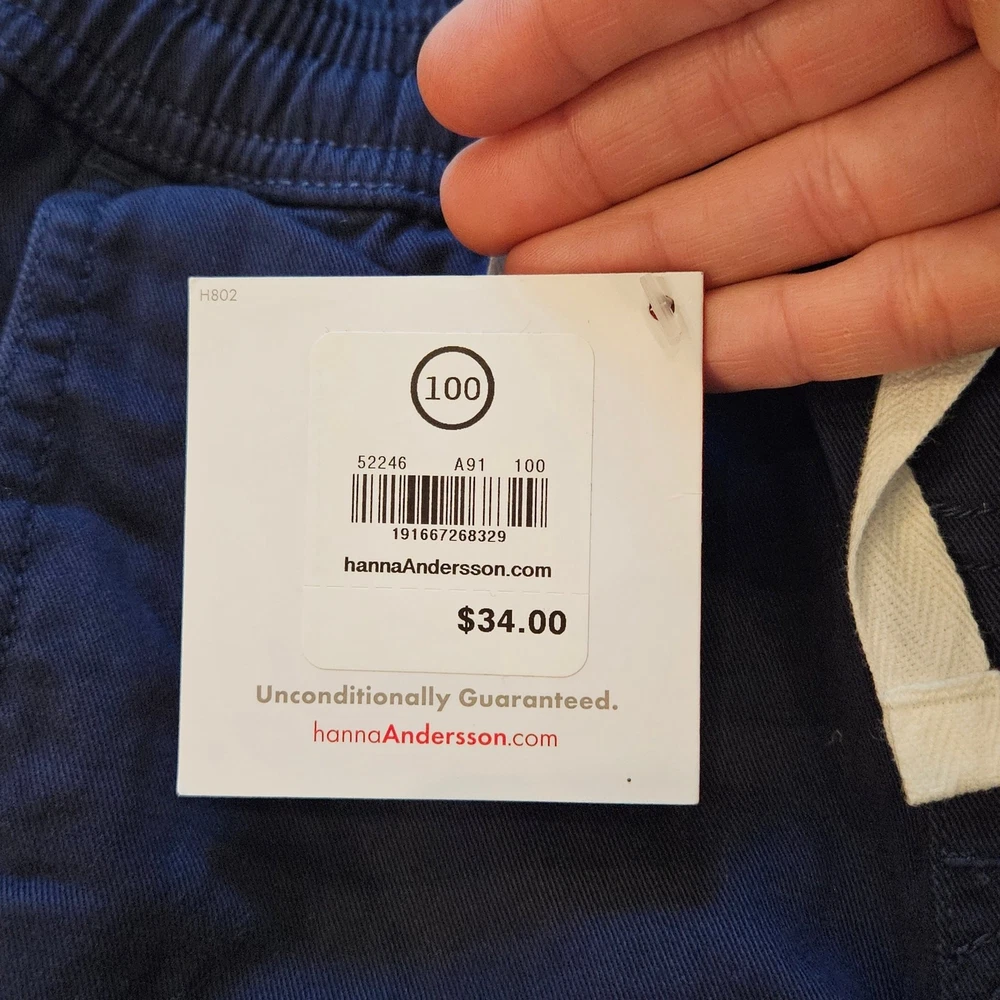 H802
100
52246 A91 100
191667268329
hannaAndersson.com
$34.00
Unconditionally Guaranteed.
hannaAndersson.com